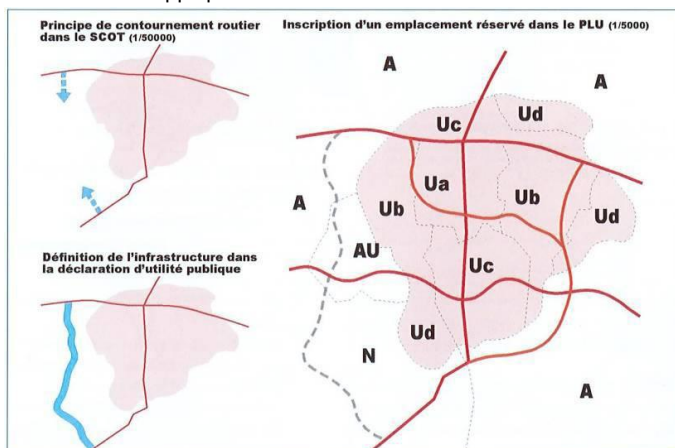 Principe de contournement routier
dans le SCOT (1/50000)
Inscription d'un emplacement réservé dans le PLU (1/5000)
A
A
Uc
Ud
Ua
Ub
A
Ub
Ud
AU
Uc
Définition de l'infrastructure dans
la déclaration d'utilité publique
Ud
N
A